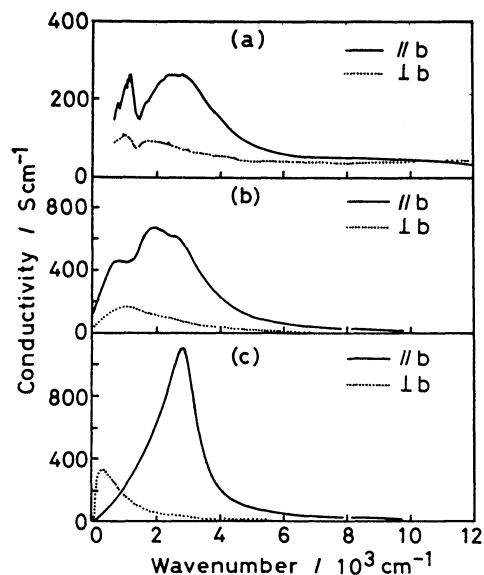 400
(a)
// b
⊥ b
200
0
800
(b)
// b
⊥ b
400
0
(c)
// b
⊥ b
800
400
0
Conductivity / S cm⁻¹
0 2 4 6 8 10 12
Wavenumber / 10³ cm⁻¹